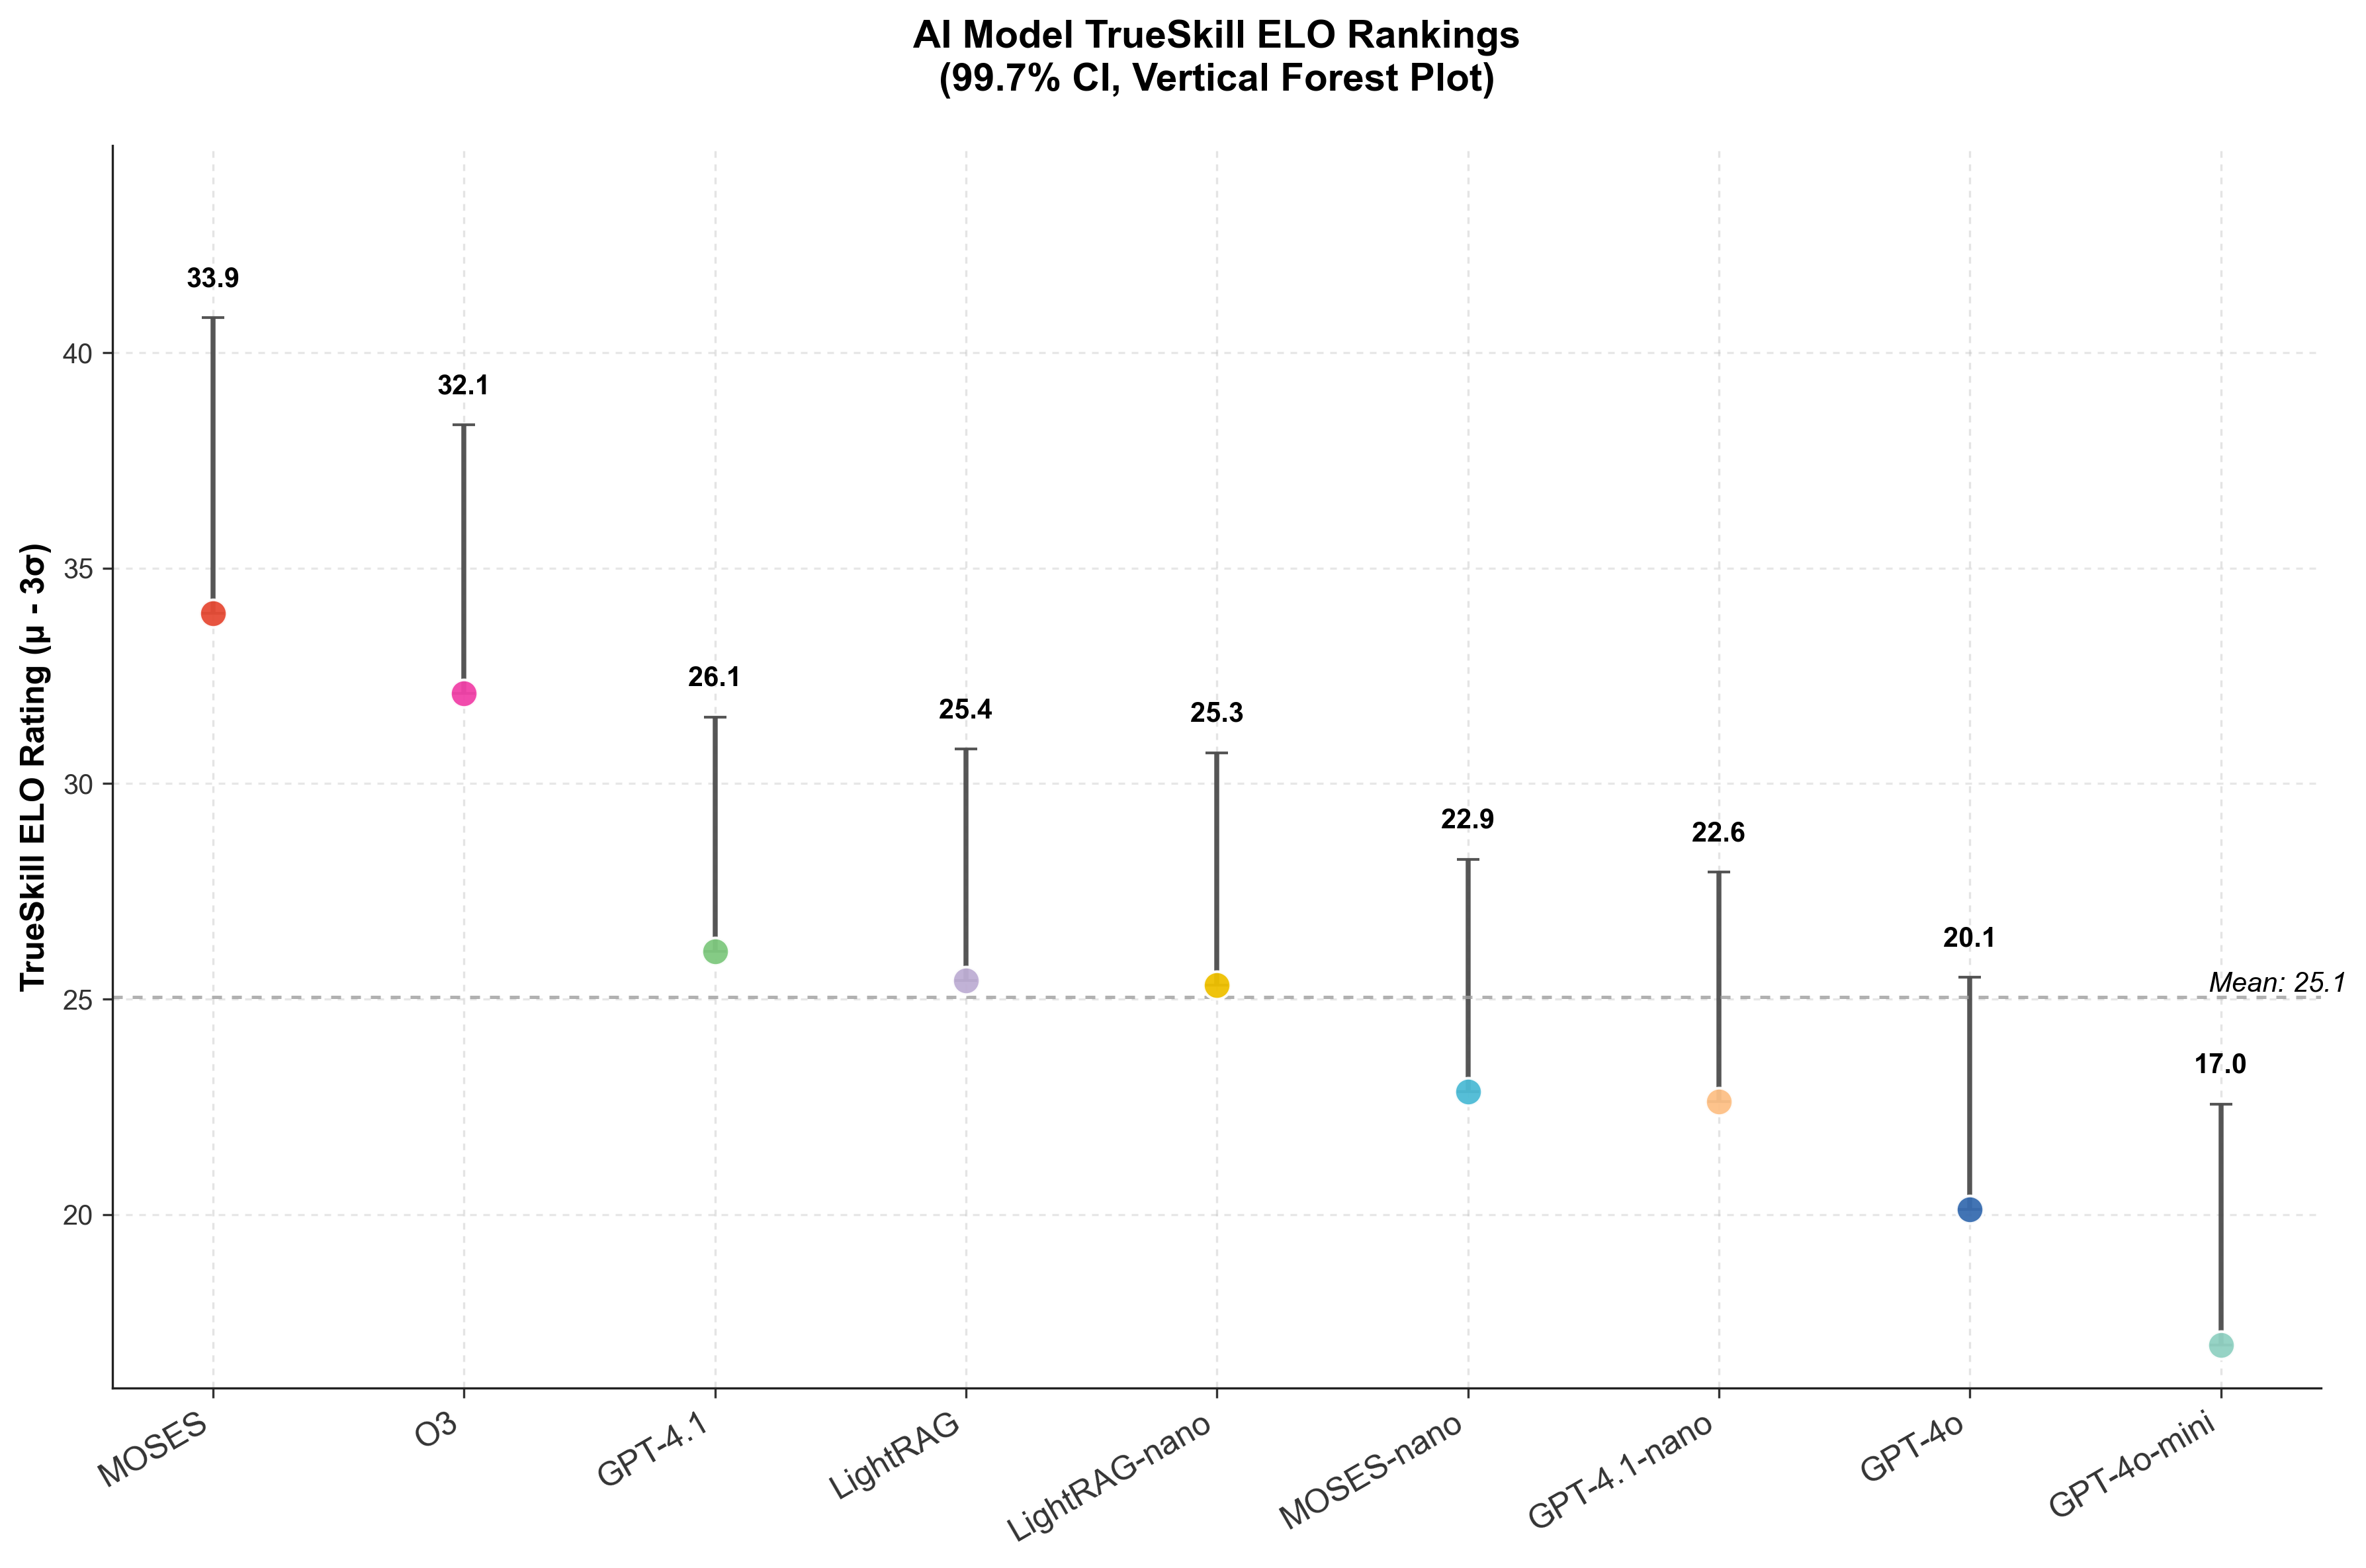 AI Model TrueSkill ELO Rankings
(99.7% CI, Vertical Forest Plot)
TrueSkill ELO Rating (μ - 3σ)
40
35
30
25
20
33.9
32.1
26.1
25.4
25.3
22.9
22.6
20.1
17.0
Mean: 25.1
MOSES
O3
GPT-4.1
LightRAG
LightRAG-nano
MOSES-nano
GPT-4.1-nano
GPT-4o
GPT-4o-mini